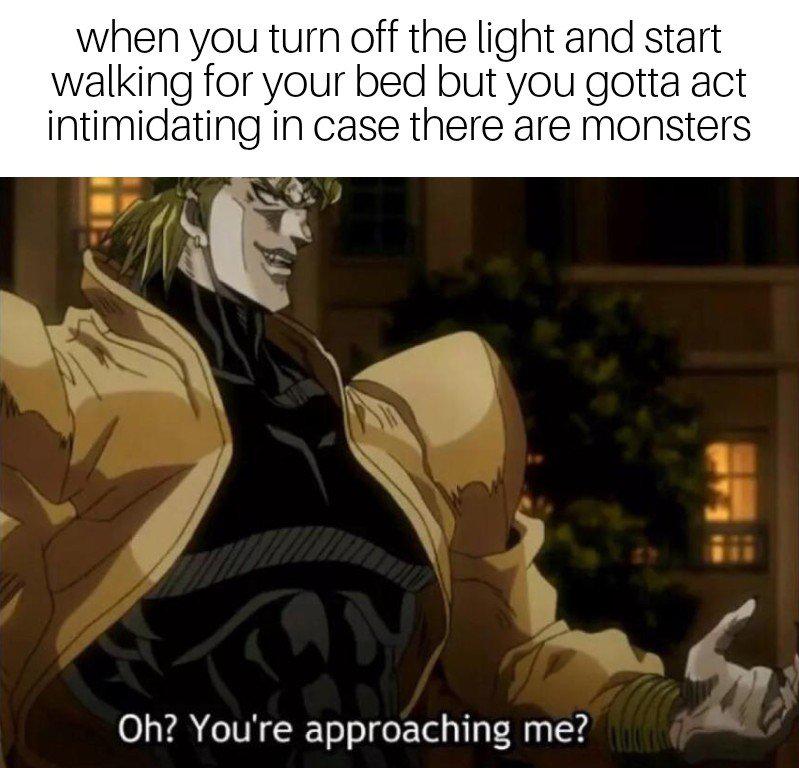 when you turn off the light and start
walking for your bed but you gotta act
intimidating in case there are monsters
Oh? You're approaching me?